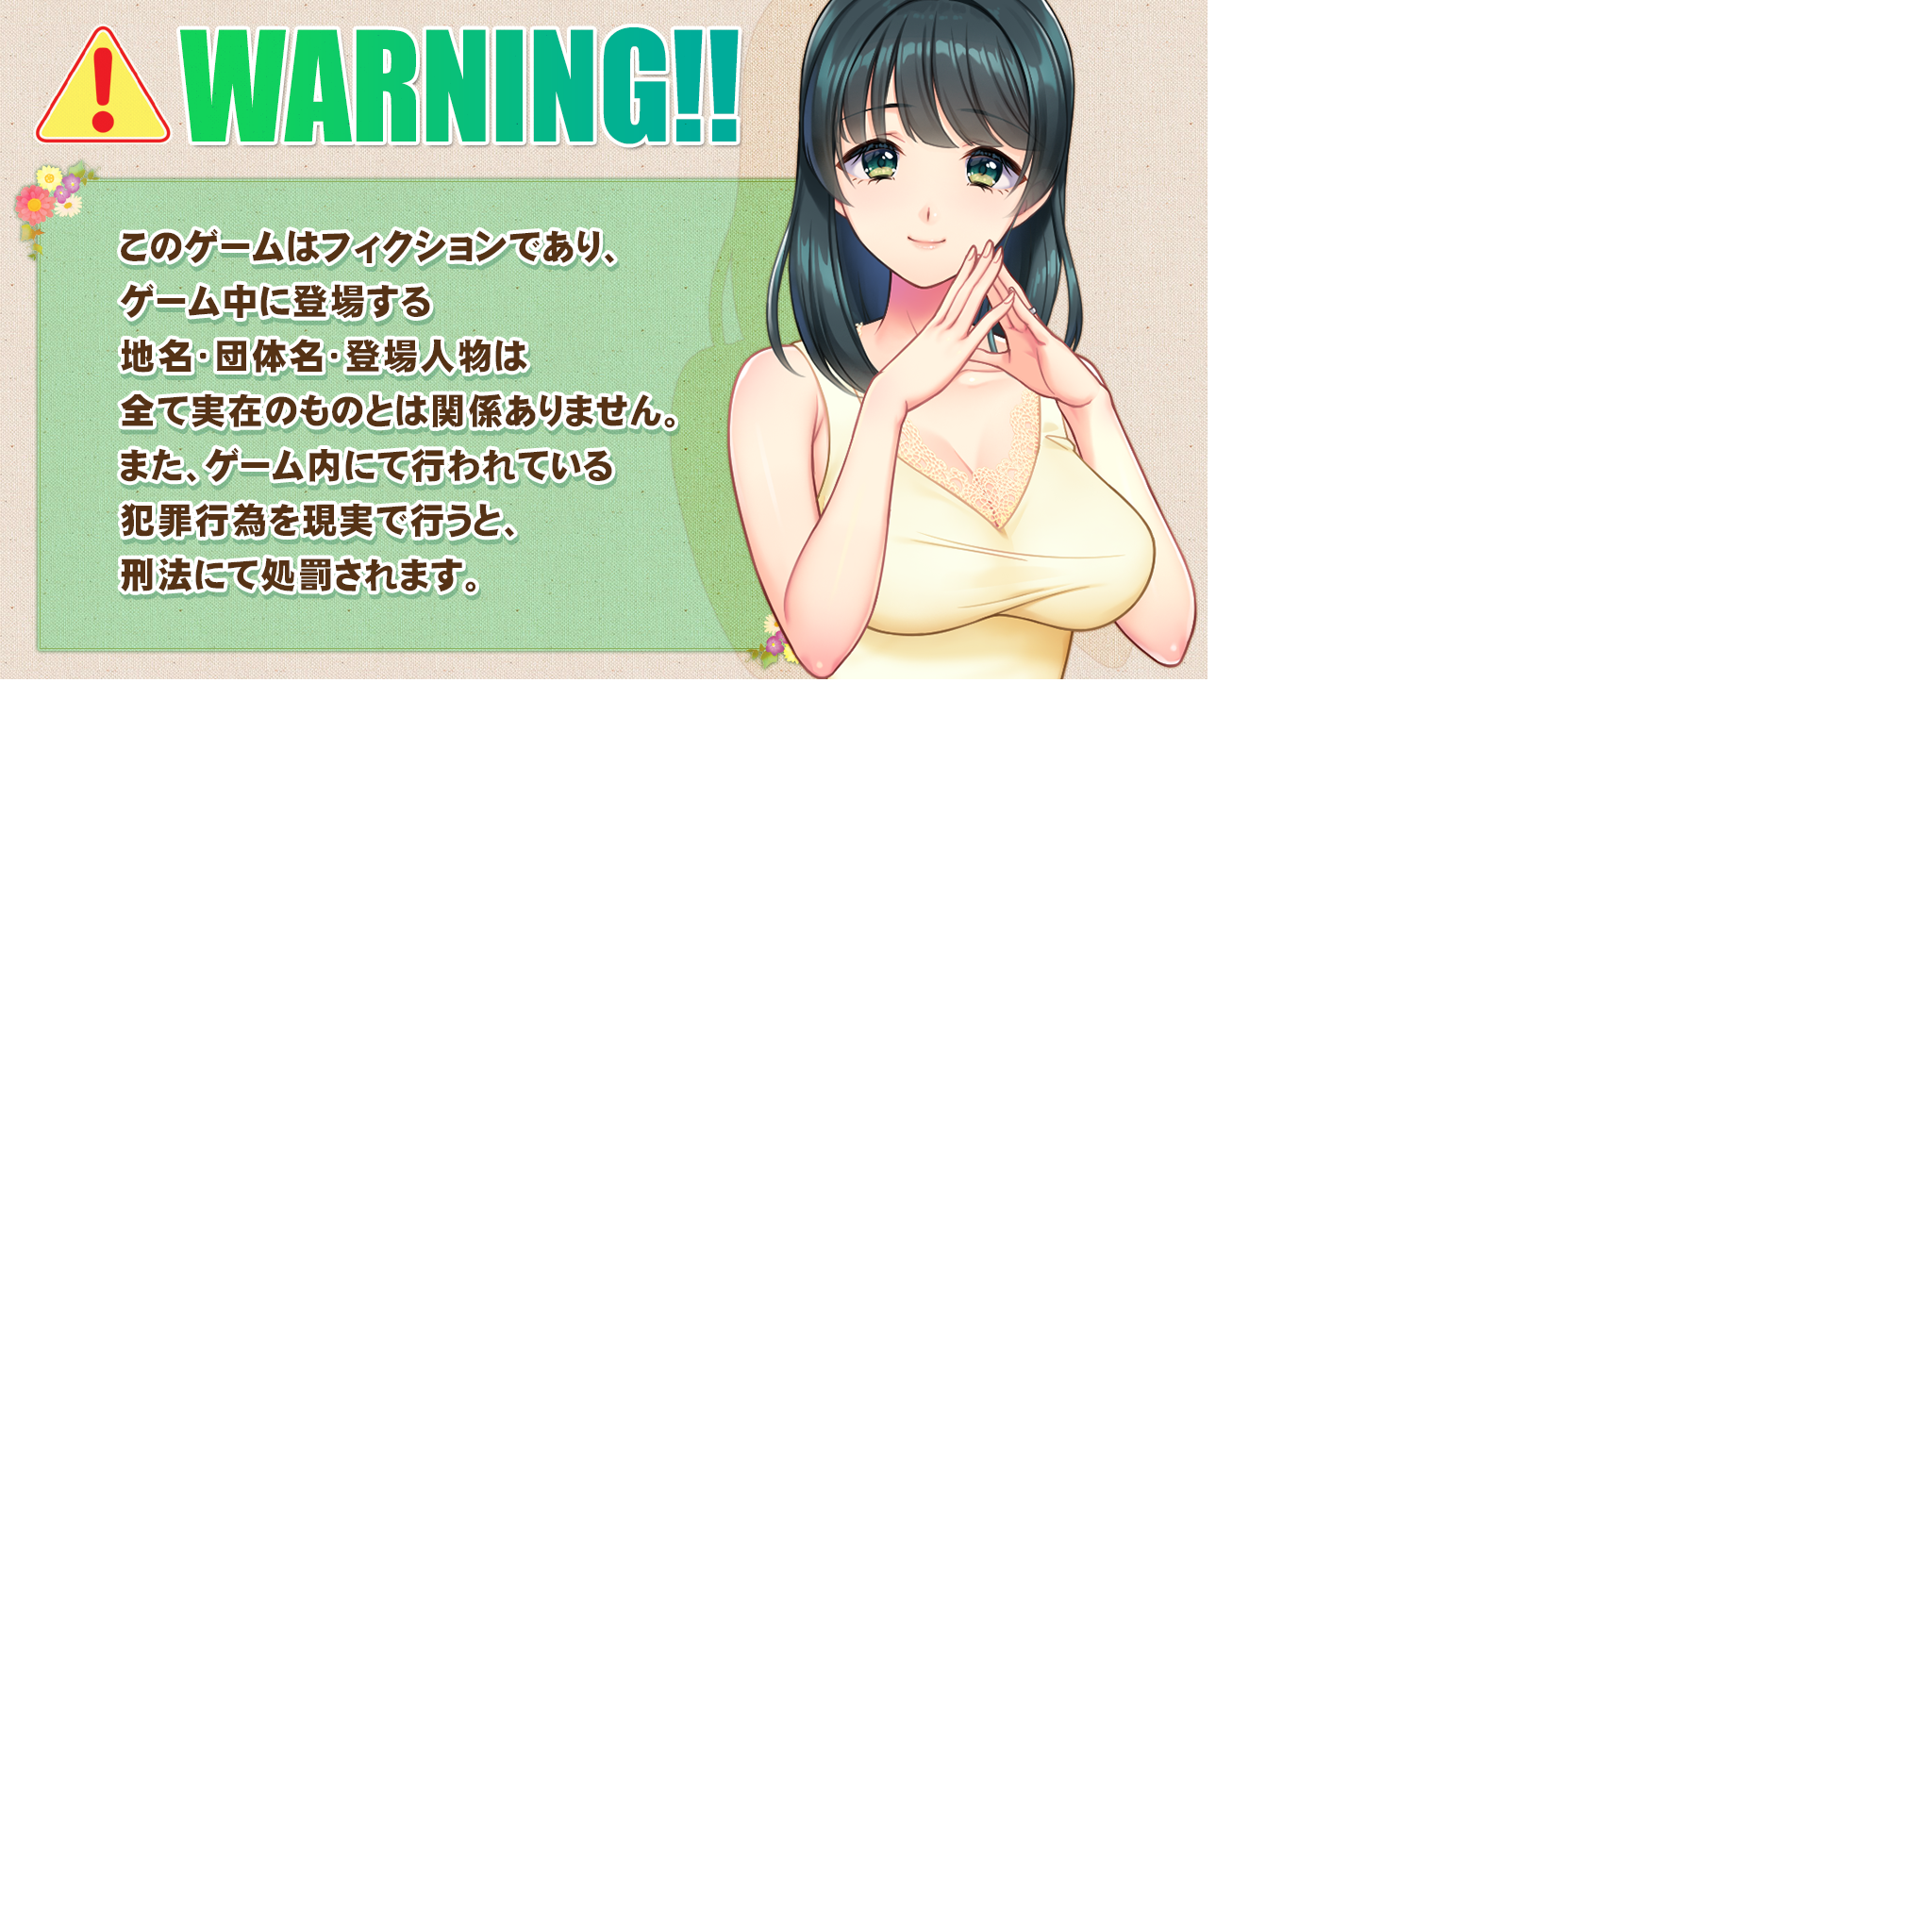 WARNING!!
このゲームはフィクションであり、
ゲーム中に登場する
地名・団体名・登場人物は
全て実在のものとは関係ありません。
また、ゲーム内にて行われている
犯罪行為を現実で行うと、
刑法にて処罰されます。